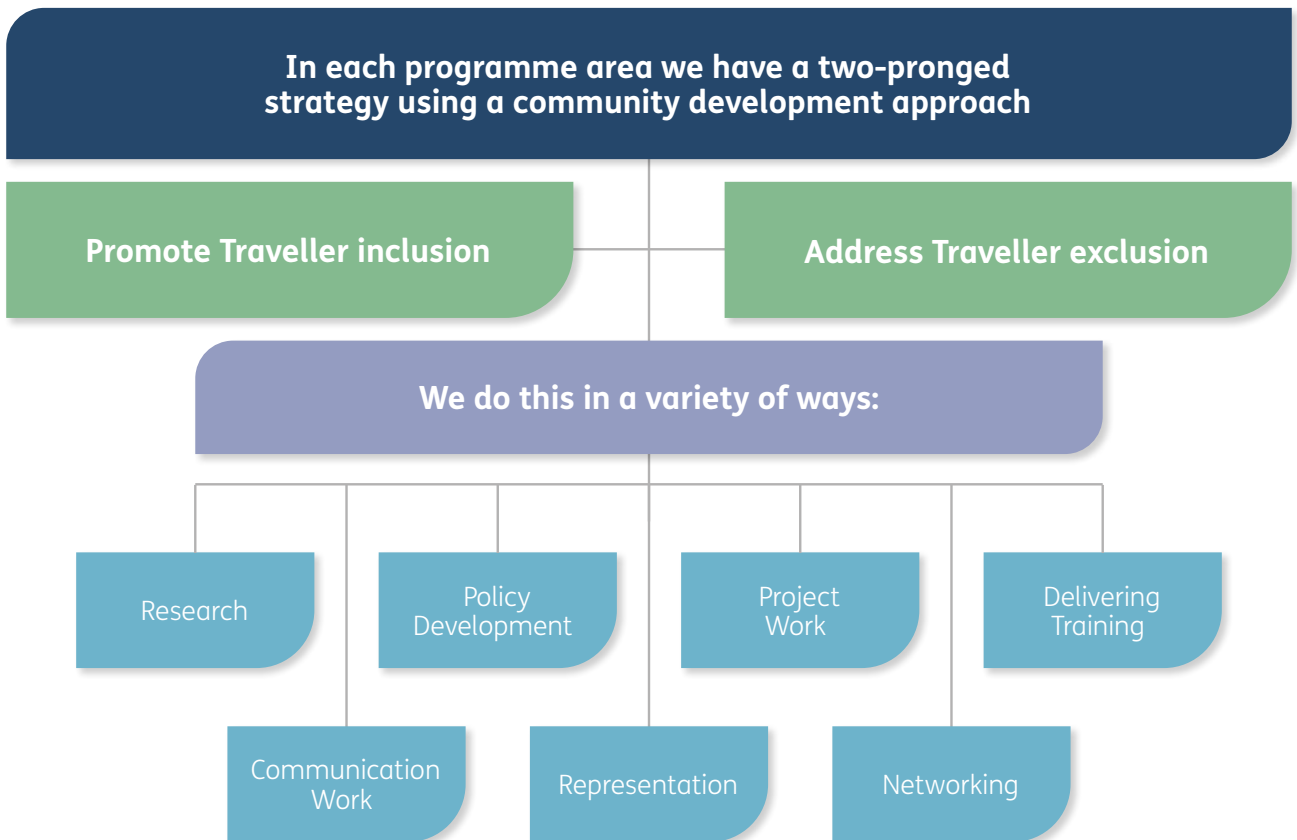 In each programme area we have a two-pronged
strategy using a community development approach
Promote Traveller inclusion
Address Traveller exclusion
We do this in a variety of ways:
Research
Policy
Development
Project
Work
Delivering
Training
Communication
Work
Representation
Networking